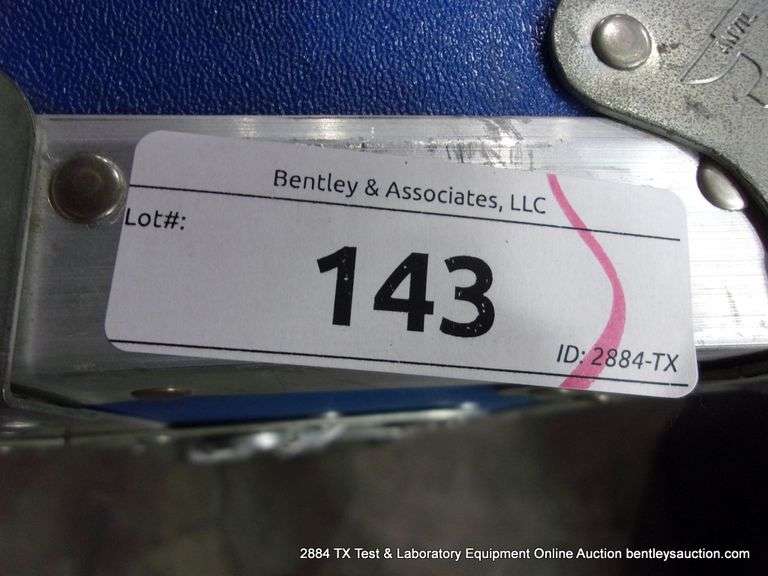 Bentley & Associates, LLC
Lot#:
143
ID: 2884-TX
2884 TX Test & Laboratory Equipment Online Auction bentleysauction.com